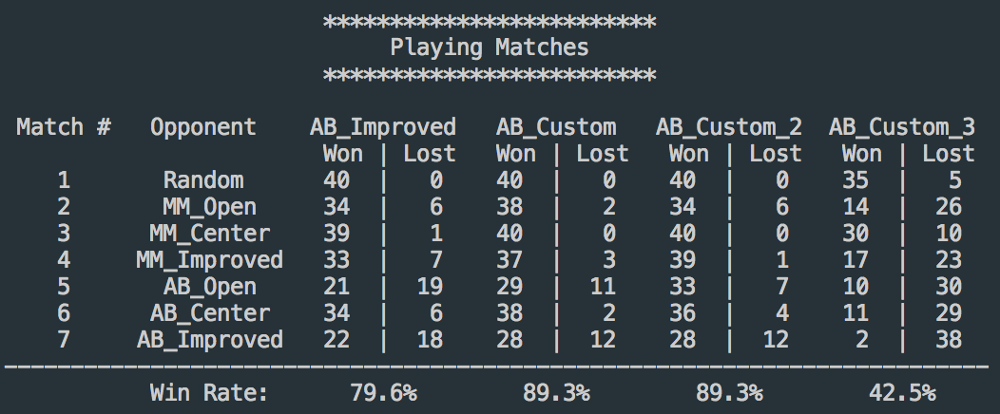 *************************
Playing Matches
*************************
Match # Opponent AB_Improved AB_Custom AB_Custom_2 AB_Custom_3
Won | Lost Won | Lost Won | Lost Won | Lost
1 Random 40 | 0 40 | 0 40 | 0 35 | 5
2 MM_Open 34 | 6 38 | 2 34 | 6 14 | 26
3 MM_Center 39 | 1 40 | 0 40 | 0 30 | 10
4 MM_Improved 33 | 7 37 | 3 39 | 1 17 | 23
5 AB_Open 21 | 19 29 | 11 33 | 7 10 | 30
6 AB_Center 34 | 6 38 | 2 36 | 4 11 | 29
7 AB_Improved 22 | 18 28 | 12 28 | 12 2 | 38
--------------------------------------------------------------------------
Win Rate: 79.6% 89.3% 89.3% 42.5%